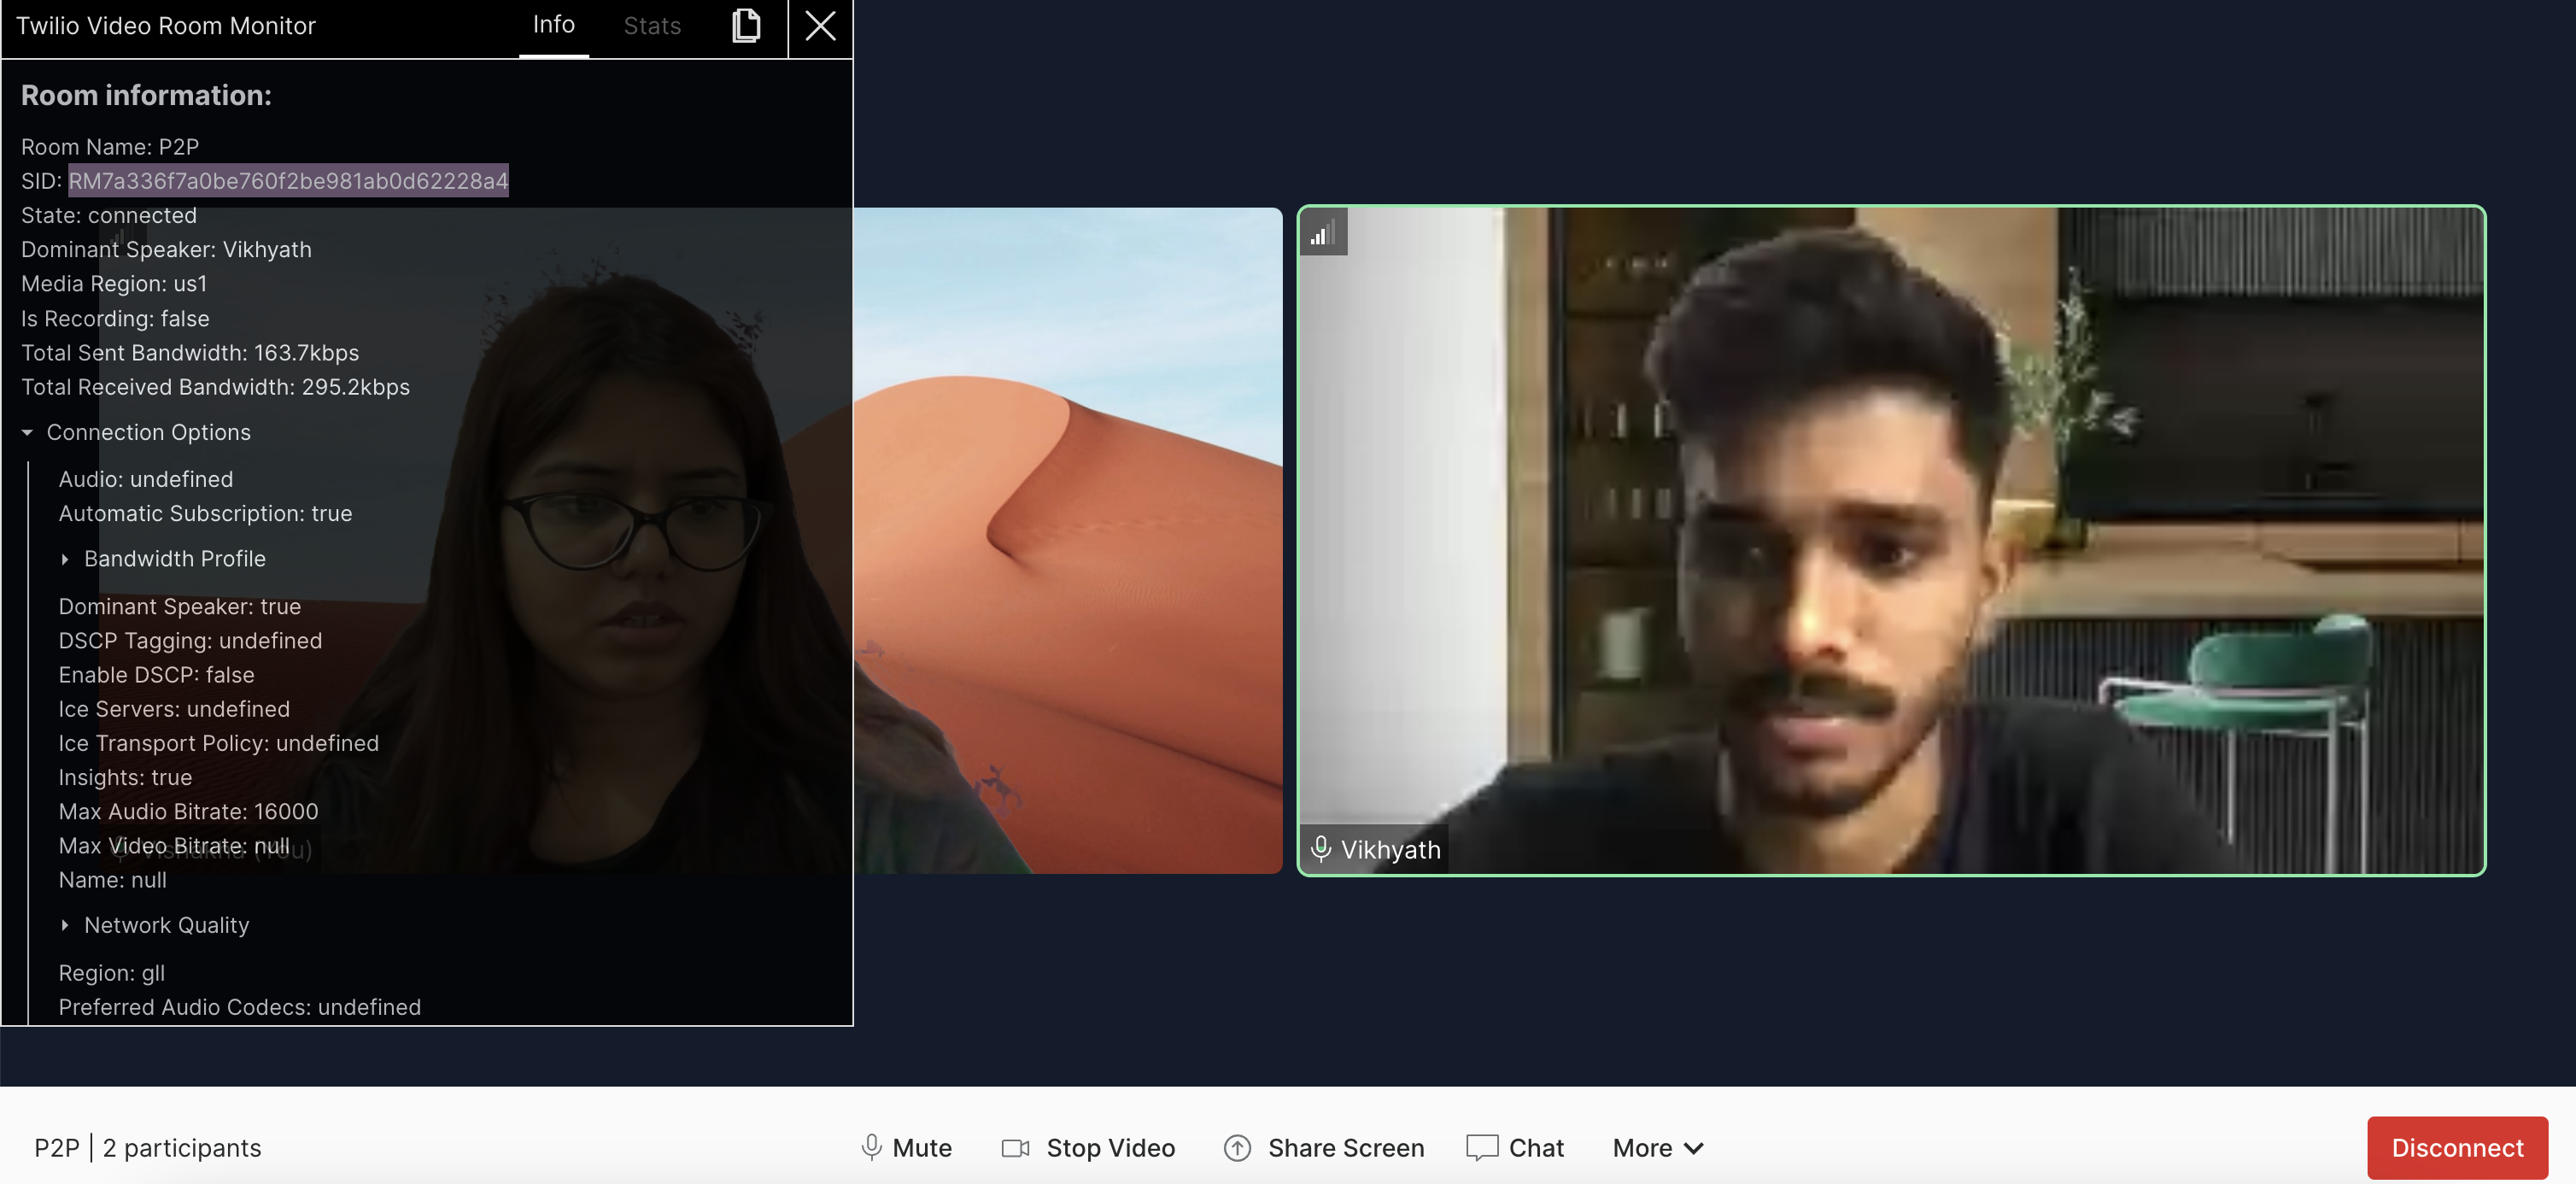 Twilio Video Room Monitor
Info
Stats
Room information:
Room Name: P2P
SID: RM7a336f7a0be760f2be981ab0d62228a4
State: connected
Dominant Speaker: Vikhyath
Media Region: us1
Is Recording: false
Total Sent Bandwidth: 163.7kbps
Total Received Bandwidth: 295.2kbps
Connection Options
Audio: undefined
Automatic Subscription: true
Bandwidth Profile
Dominant Speaker: true
DSCP Tagging: undefined
Enable DSCP: false
Ice Servers: undefined
Ice Transport Policy: undefined
Insights: true
Max Audio Bitrate: 16000
Max Video Bitrate: null
(You)
Name: null
Network Quality
Region: gll
Preferred Audio Codecs: undefined
Vikhyath
P2P | 2 participants
Mute
Stop Video
Share Screen
Chat
More
Disconnect